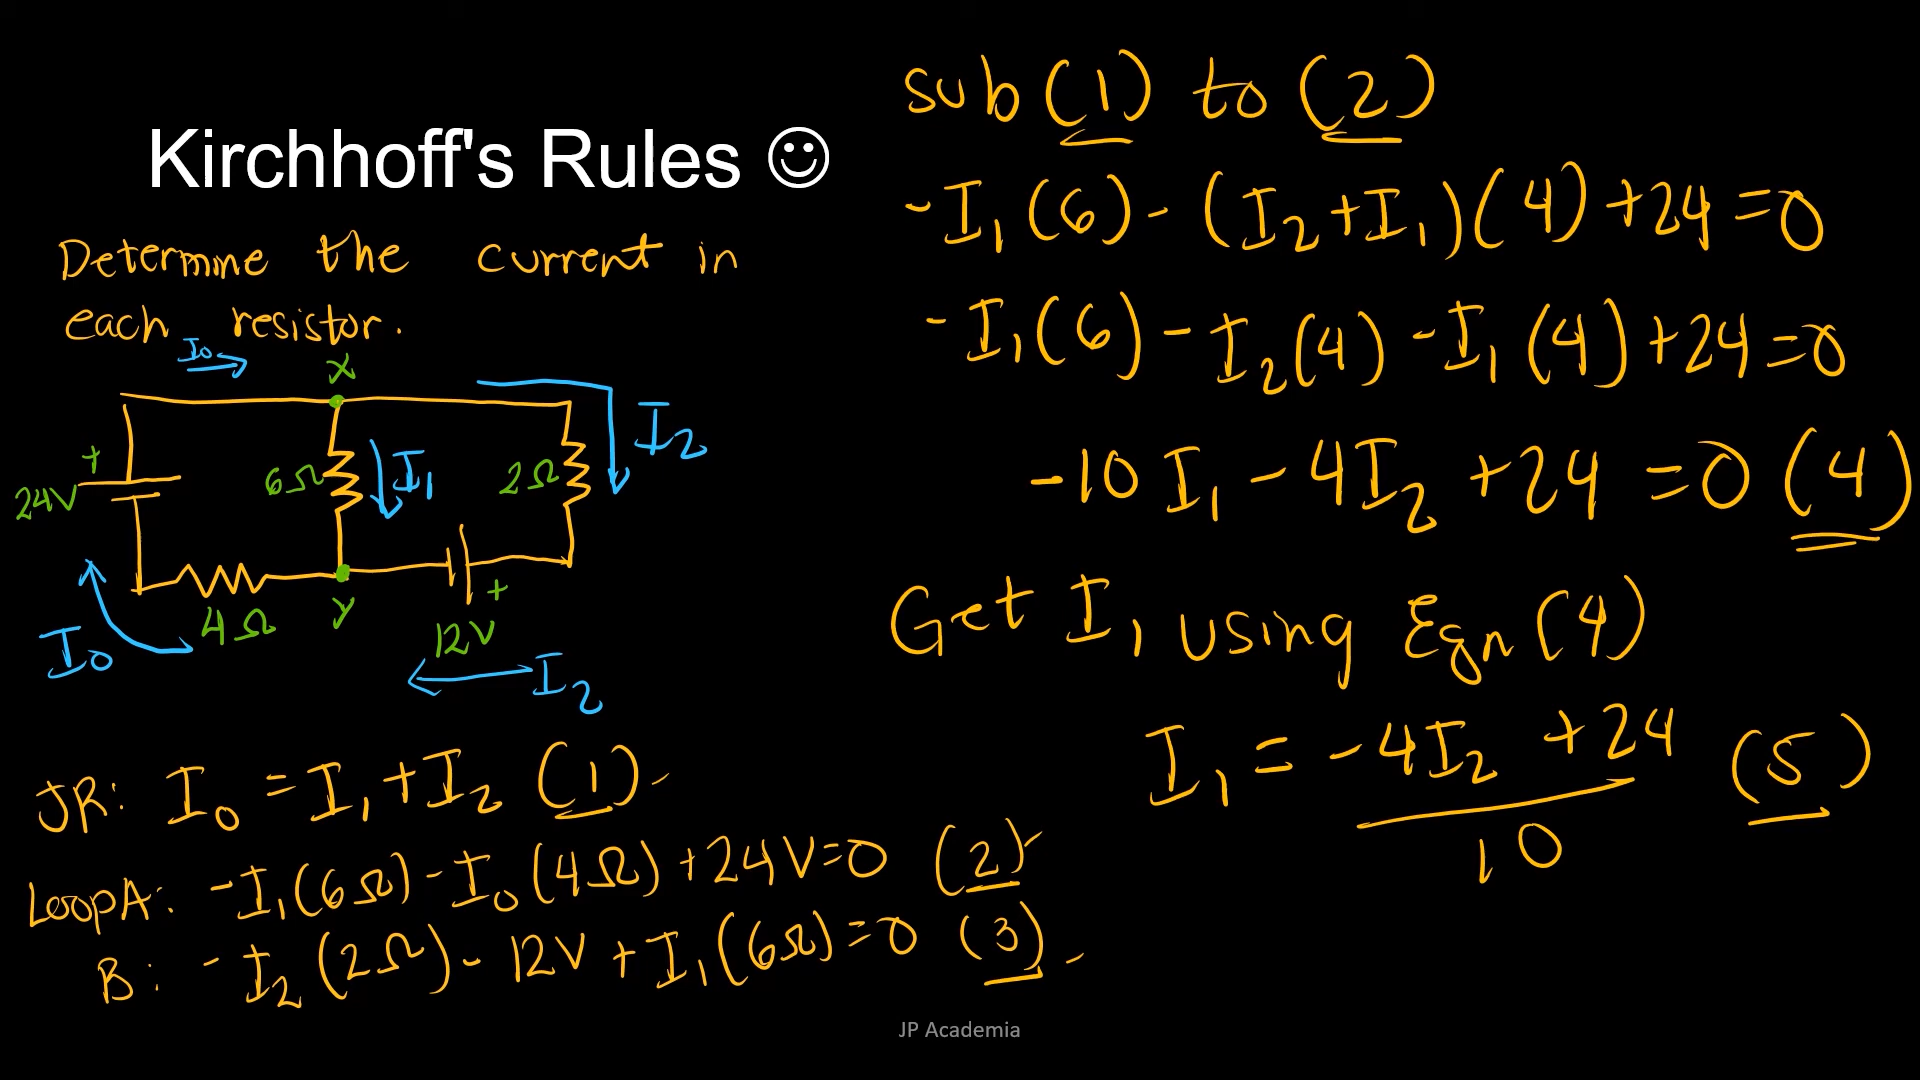 Kirchhoff's Rules ☺
Determine the current in
each resistor.
I₀
X
24V
+
6Ω
I₁
2Ω
I₂
I₀
4Ω
y
12V
+
I₂
JR: I₀ = I₁ + I₂ (1)
LoopA: -I₁(6Ω) - I₀(4Ω) + 24V = 0 (2)
B: -I₂(2Ω) - 12V + I₁(6Ω) = 0 (3)
sub (1) to (2)
-I₁(6) - (I₂ + I₁)(4) + 24 = 0
-I₁(6) - I₂(4) - I₁(4) + 24 = 0
-10I₁ - 4I₂ + 24 = 0 (4)
Get I₁ using Eqn (4)
I₁ = -4I₂ + 24 (5)
10
JP Academia